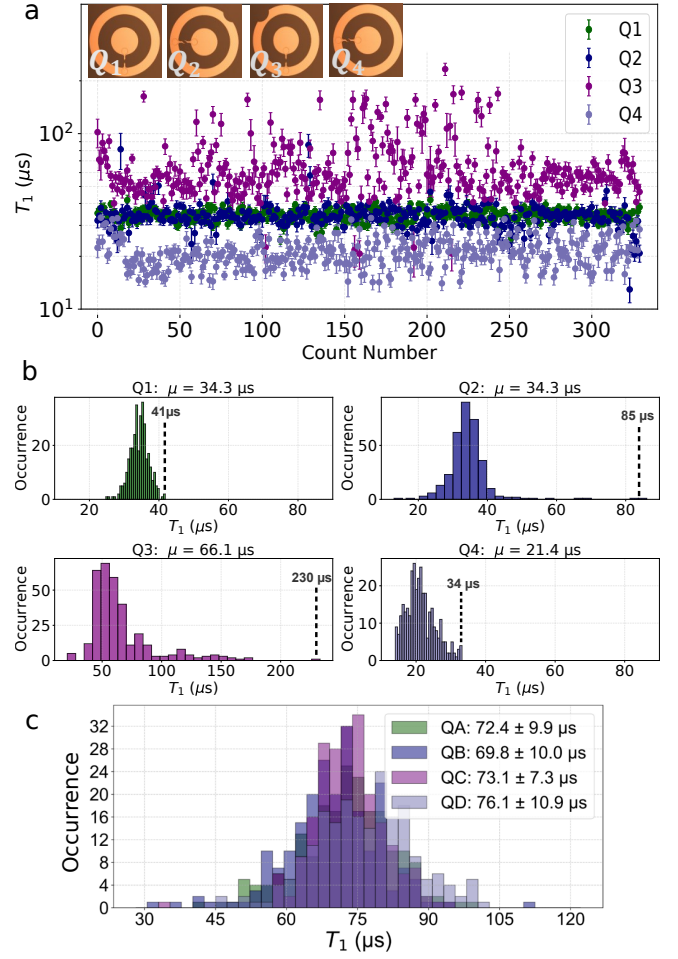 a
Q1
Q2
Q3
Q4
Q1
Q2
Q3
Q4
10²
10¹
T₁ (µs)
0 50 100 150 200 250 300
Count Number
b
Q1: µ = 34.3 µs
41µs
20
0
Occurrence
20 40 60 80
T₁ (µs)
Q2: µ = 34.3 µs
85 µs
50
0
Occurrence
20 40 60 80
T₁ (µs)
Q3: µ = 66.1 µs
230 µs
50
25
0
Occurrence
50 100 150 200
T₁ (µs)
Q4: µ = 21.4 µs
34 µs
20
10
0
Occurrence
20 40 60 80
T₁ (µs)
c
QA: 72.4 ± 9.9 µs
QB: 69.8 ± 10.0 µs
QC: 73.1 ± 7.3 µs
QD: 76.1 ± 10.9 µs
32
28
24
20
16
12
8
4
0
Occurrence
30 45 60 75 90 105 120
T₁ (µs)